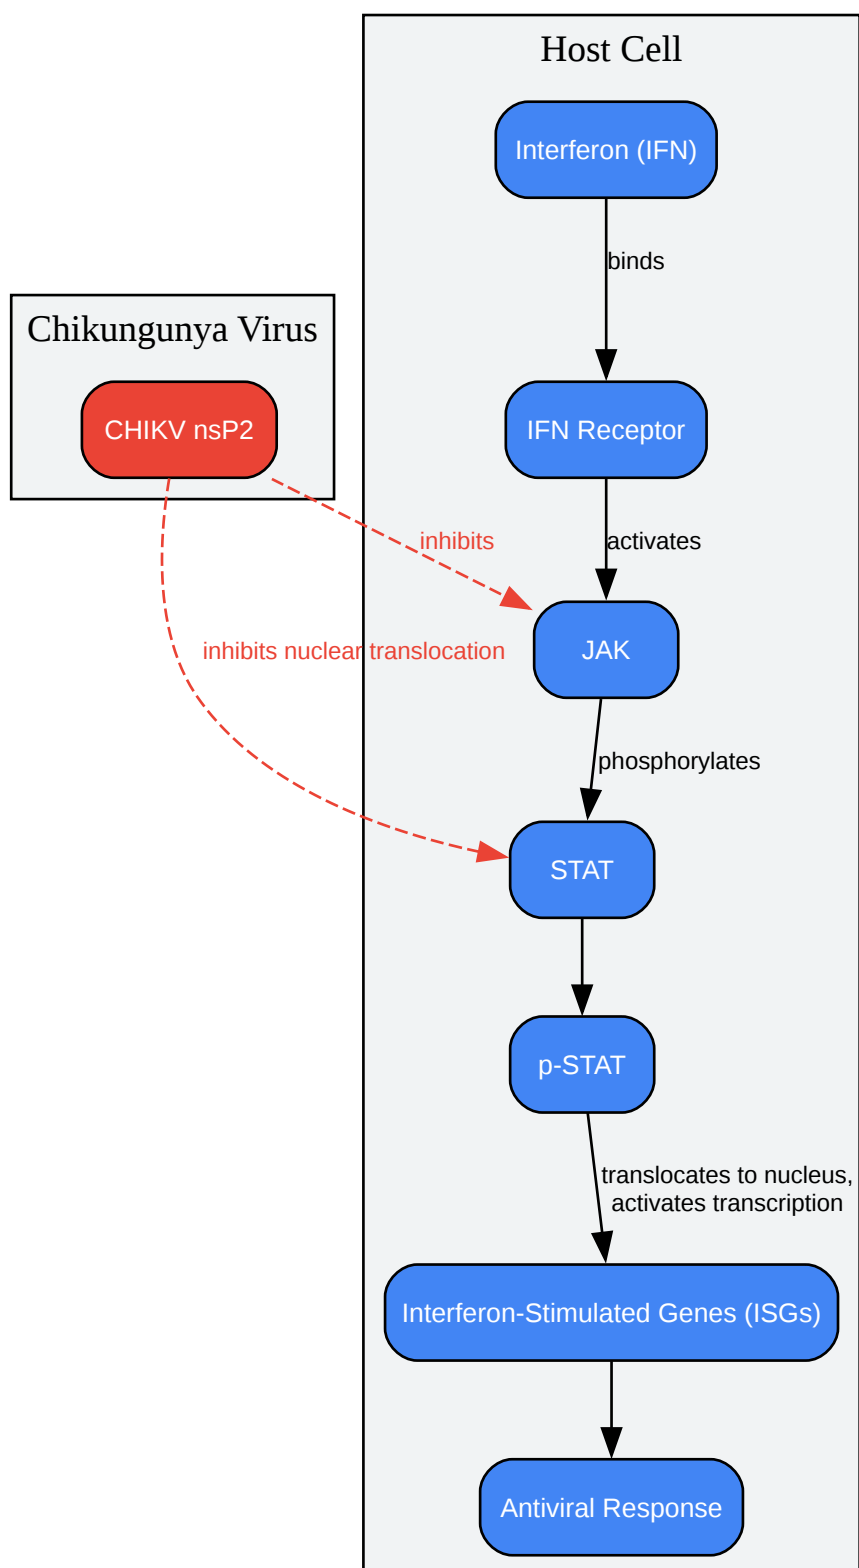 Host Cell
Interferon (IFN)
binds
Chikungunya Virus
CHIKV nsP2
IFN Receptor
inhibits
activates
inhibits nuclear translocation
JAK
phosphorylates
STAT
p-STAT
translocates to nucleus,
activates transcription
Interferon-Stimulated Genes (ISGs)
Antiviral Response